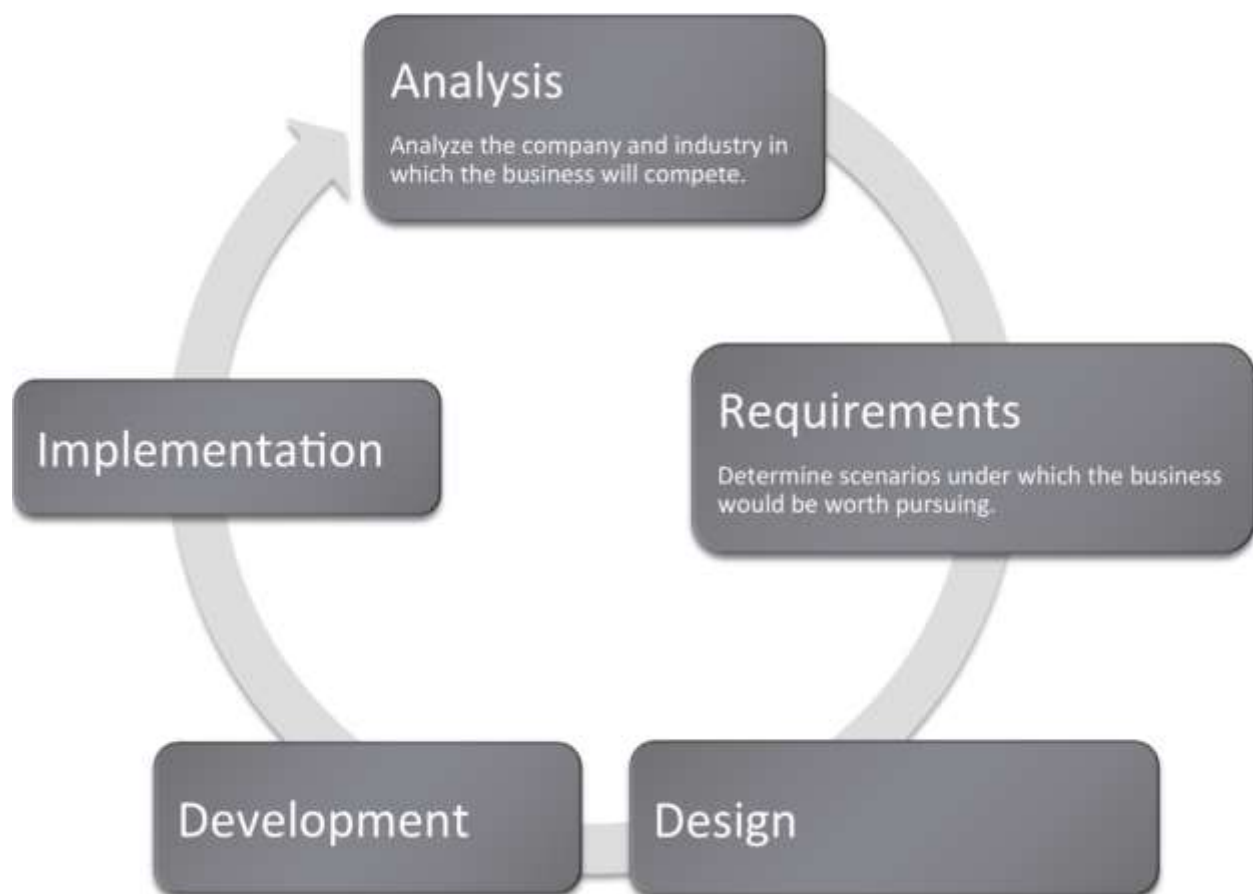 Analysis
Analyze the company and industry in
which the business will compete.
Requirements
Determine scenarios under which the business
would be worth pursuing.
Design
Development
Implementation